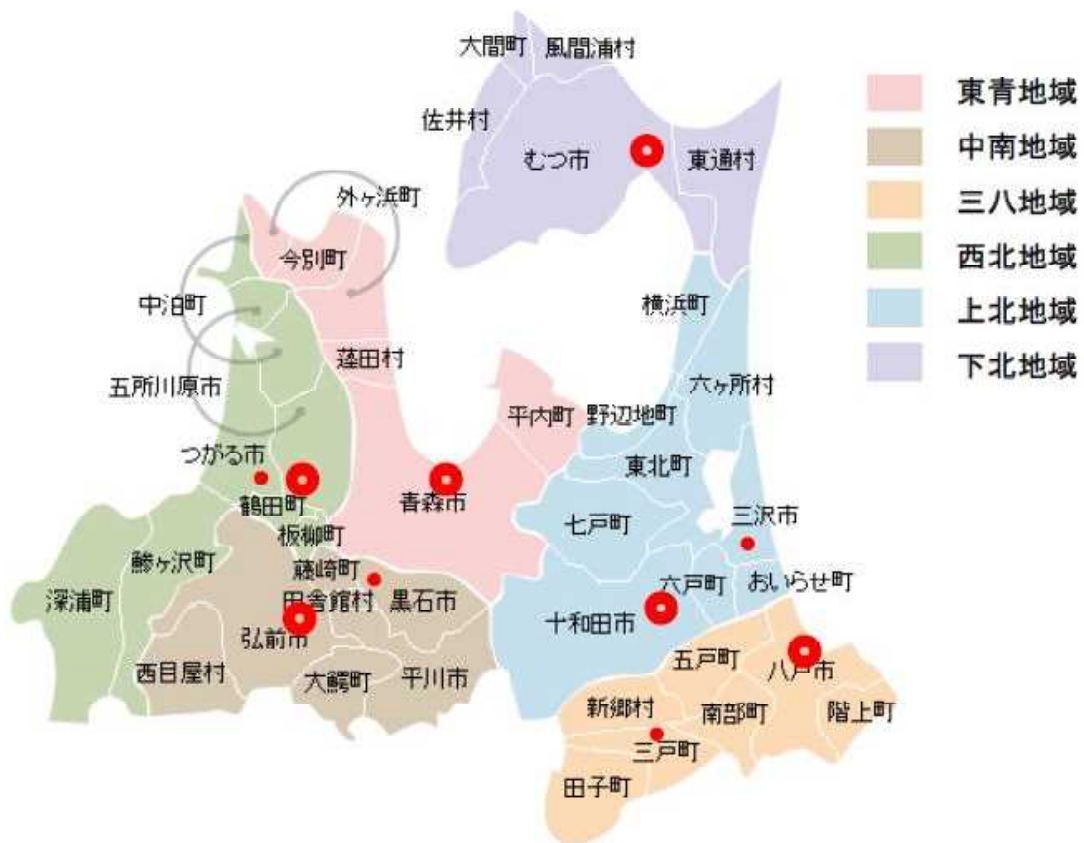 大間町
風間浦村
東青地域
佐井村
むつ市
東通村
中南地域
外ヶ浜町
三八地域
今別町
西北地域
中泊町
横浜町
上北地域
蓬田村
六ヶ所村
下北地域
五所川原市
平内町
野辺地町
つがる市
東北町
鶴田町
青森市
板柳町
七戸町
三沢市
鯵ヶ沢町
藤崎町
深浦町
田舎館村
黒石市
六戸町
おいらせ町
弘前市
十和田市
西目屋村
大鰐町
平川市
五戸町
八戸市
新郷村
南部町
階上町
三戸町
田子町